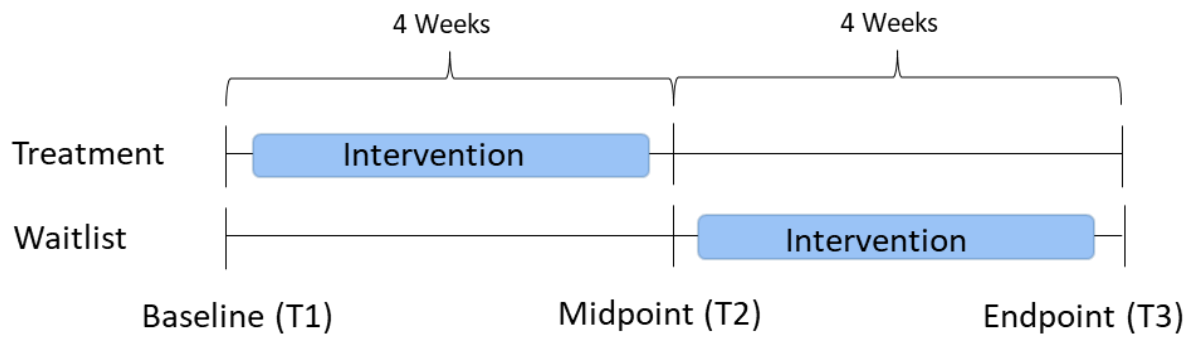 4 Weeks 4 Weeks
Treatment Intervention
Waitlist Intervention
Baseline (T1) Midpoint (T2) Endpoint (T3)